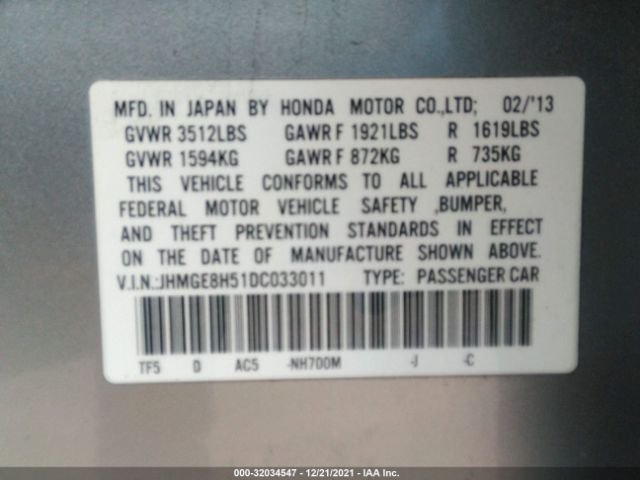 MFD. IN JAPAN BY HONDA MOTOR CO.,LTD; 02/'13
GVWR 3512LBS GAWR F 1921LBS R 1619LBS
GVWR 1594KG GAWR F 872KG R 735KG
THIS VEHICLE CONFORMS TO ALL APPLICABLE
FEDERAL MOTOR VEHICLE SAFETY ,BUMPER,
AND THEFT PREVENTION STANDARDS IN EFFECT
ON THE DATE OF MANUFACTURE SHOWN ABOVE.
V.I.N.:JHMGE8H51DC033011 TYPE: PASSENGER CAR
TF5 D AC5 -NH700M -J -C
000-32034547 - 12/21/2021 - IAA Inc.